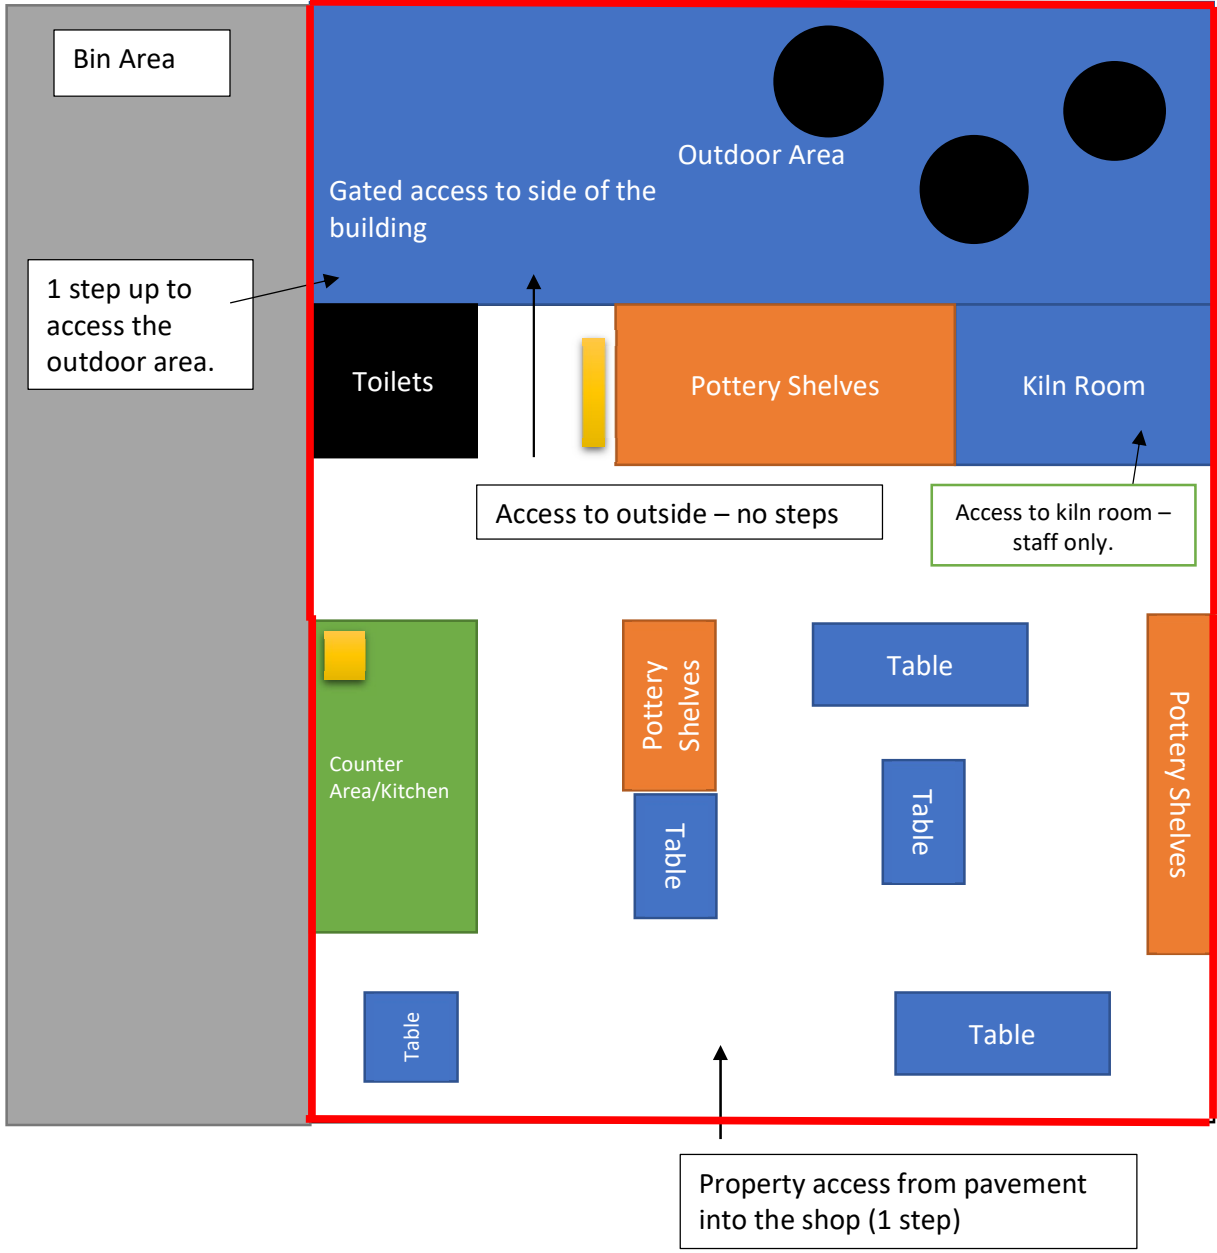 Bin Area
Outdoor Area
Gated access to side of the
building
1 step up to
access the
outdoor area.
Toilets
Pottery Shelves
Kiln Room
Access to outside – no steps
Access to kiln room –
staff only.
Counter
Area/Kitchen
Pottery
Shelves
Table
Table
Table
Pottery Shelves
Table
Table
Property access from pavement
into the shop (1 step)